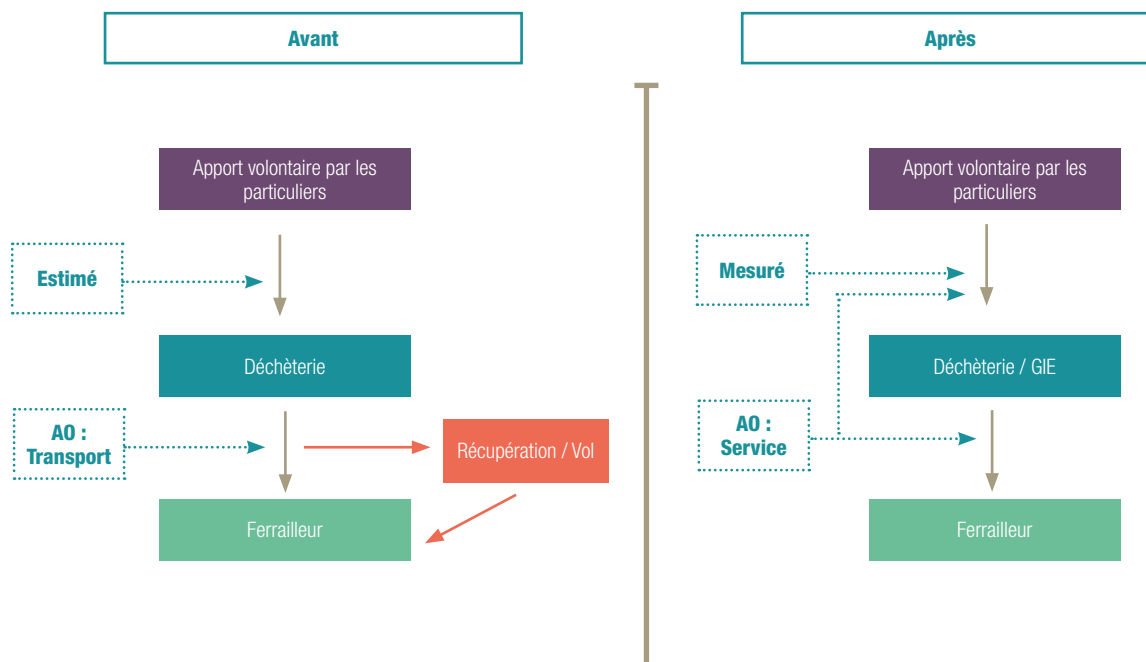 Avant
Apport volontaire par les
particuliers
Estimé
Déchèterie
AO :
Transport
Récupération / Vol
Ferrailleur
Après
Apport volontaire par les
particuliers
Mesuré
Déchèterie / GIE
AO :
Service
Ferrailleur